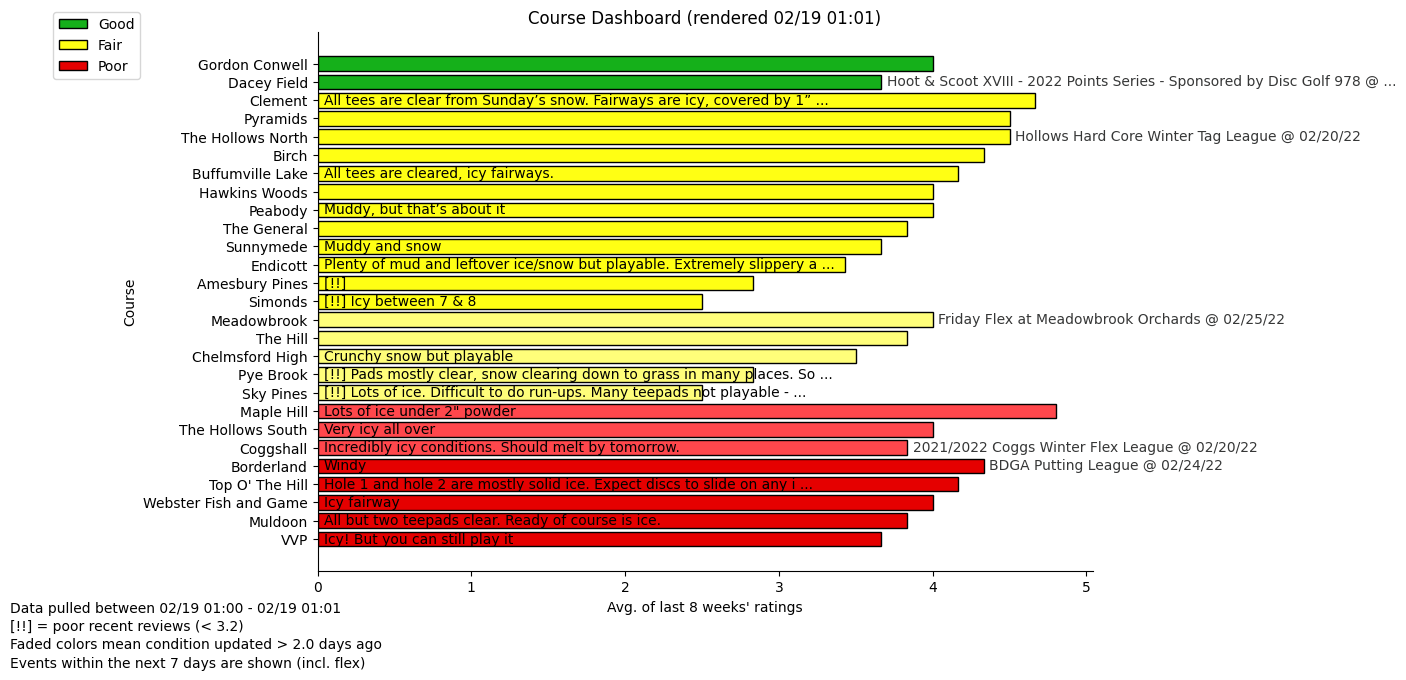 Course Dashboard (rendered 02/19 01:01)
Good
Fair
Poor
Course
Gordon Conwell
Dacey Field Hoot & Scoot XVIII - 2022 Points Series - Sponsored by Disc Golf 978 @ ...
Clement All tees are clear from Sunday’s snow. Fairways are icy, covered by 1” ...
Pyramids
The Hollows North Hollows Hard Core Winter Tag League @ 02/20/22
Birch
Buffumville Lake All tees are cleared, icy fairways.
Hawkins Woods
Peabody Muddy, but that’s about it
The General
Sunnymede Muddy and snow
Endicott Plenty of mud and leftover ice/snow but playable. Extremely slippery a ...
Amesbury Pines [!!]
Simonds [!!] Icy between 7 & 8
Meadowbrook Friday Flex at Meadowbrook Orchards @ 02/25/22
The Hill
Chelmsford High Crunchy snow but playable
Pye Brook [!!] Pads mostly clear, snow clearing down to grass in many places. So ...
Sky Pines [!!] Lots of ice. Difficult to do run-ups. Many teepads not playable - ...
Maple Hill Lots of ice under 2" powder
The Hollows South Very icy all over
Coggshall Incredibly icy conditions. Should melt by tomorrow. 2021/2022 Coggs Winter Flex League @ 02/20/22
Borderland Windy BDGA Putting League @ 02/24/22
Top O' The Hill Hole 1 and hole 2 are mostly solid ice. Expect discs to slide on any i ...
Webster Fish and Game Icy fairway
Muldoon All but two teepads clear. Ready of course is ice.
VVP Icy! But you can still play it
0 1 2 3 4 5
Avg. of last 8 weeks' ratings
Data pulled between 02/19 01:00 - 02/19 01:01
[!!] = poor recent reviews (< 3.2)
Faded colors mean condition updated > 2.0 days ago
Events within the next 7 days are shown (incl. flex)